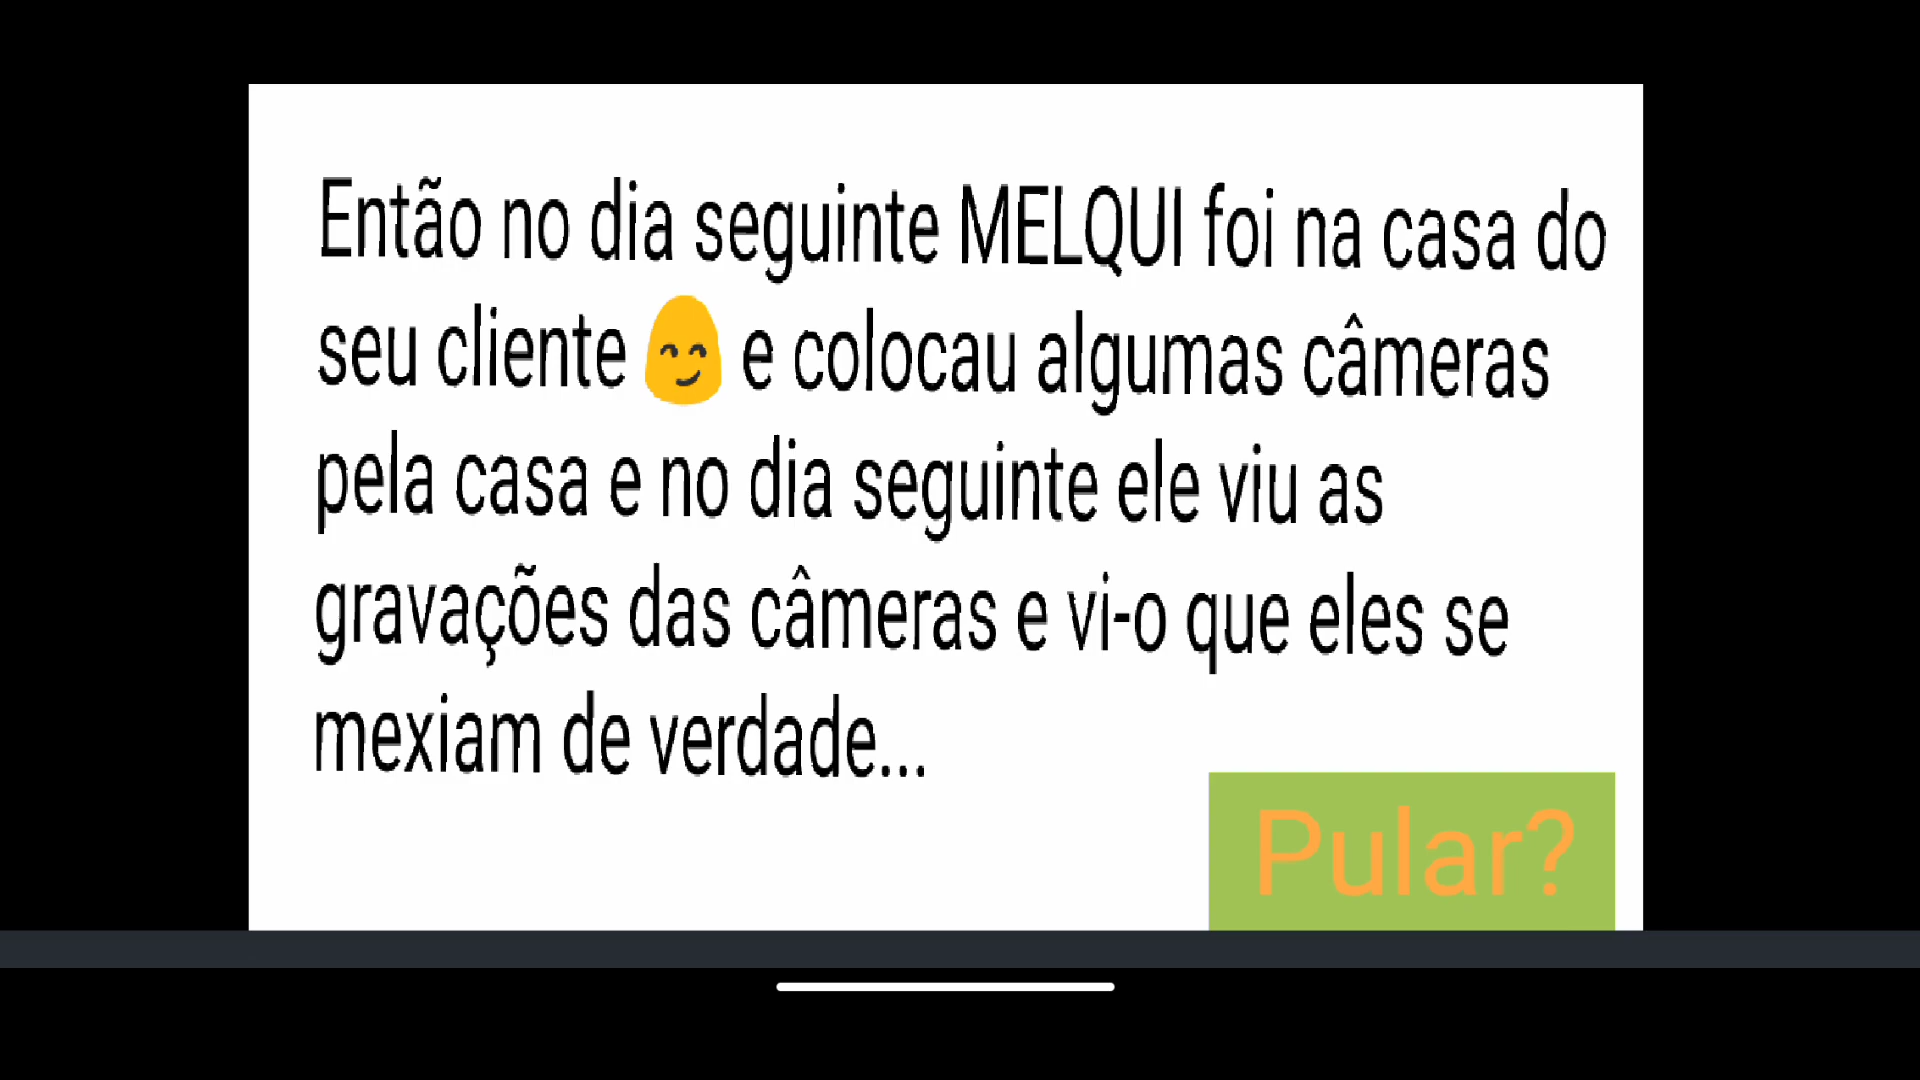 Então no dia seguinte MELQUI foi na casa do
seu cliente 😏 e colocau algumas câmeras
pela casa e no dia seguinte ele viu as
gravações das câmeras e vi-o que eles se
mexiam de verdade...
Pular?